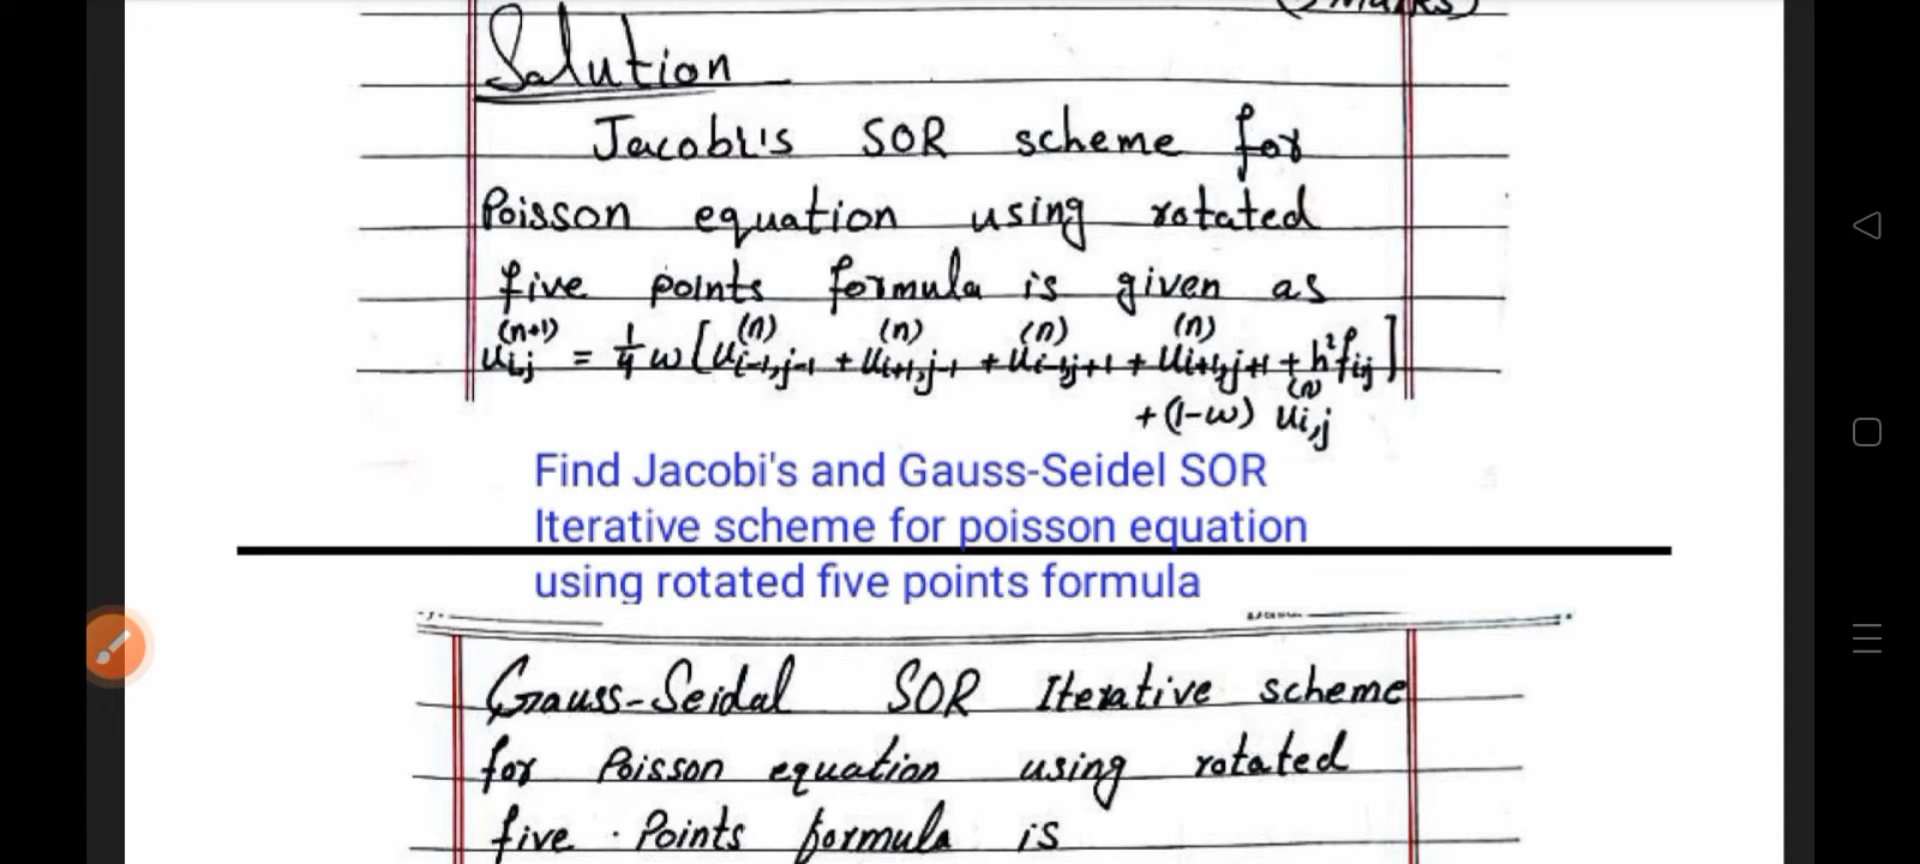 Solution
Jacobi's SOR scheme for
Poisson equation using rotated
five points formula is given as
u_{i,j}^{(n+1)} = 1/4 ω [u_{i-1,j-1}^{(n)} + u_{i+1,j-1}^{(n)} + u_{i-1,j+1}^{(n)} + u_{i+1,j+1}^{(n)} + h²f_{ij}]
+(1-ω) u_{i,j}^{(n)}
Find Jacobi's and Gauss-Seidel SOR
Iterative scheme for poisson equation
using rotated five points formula
Gauss-Seidal SOR Iterative scheme
for Poisson equation using rotated
five . Points formula is